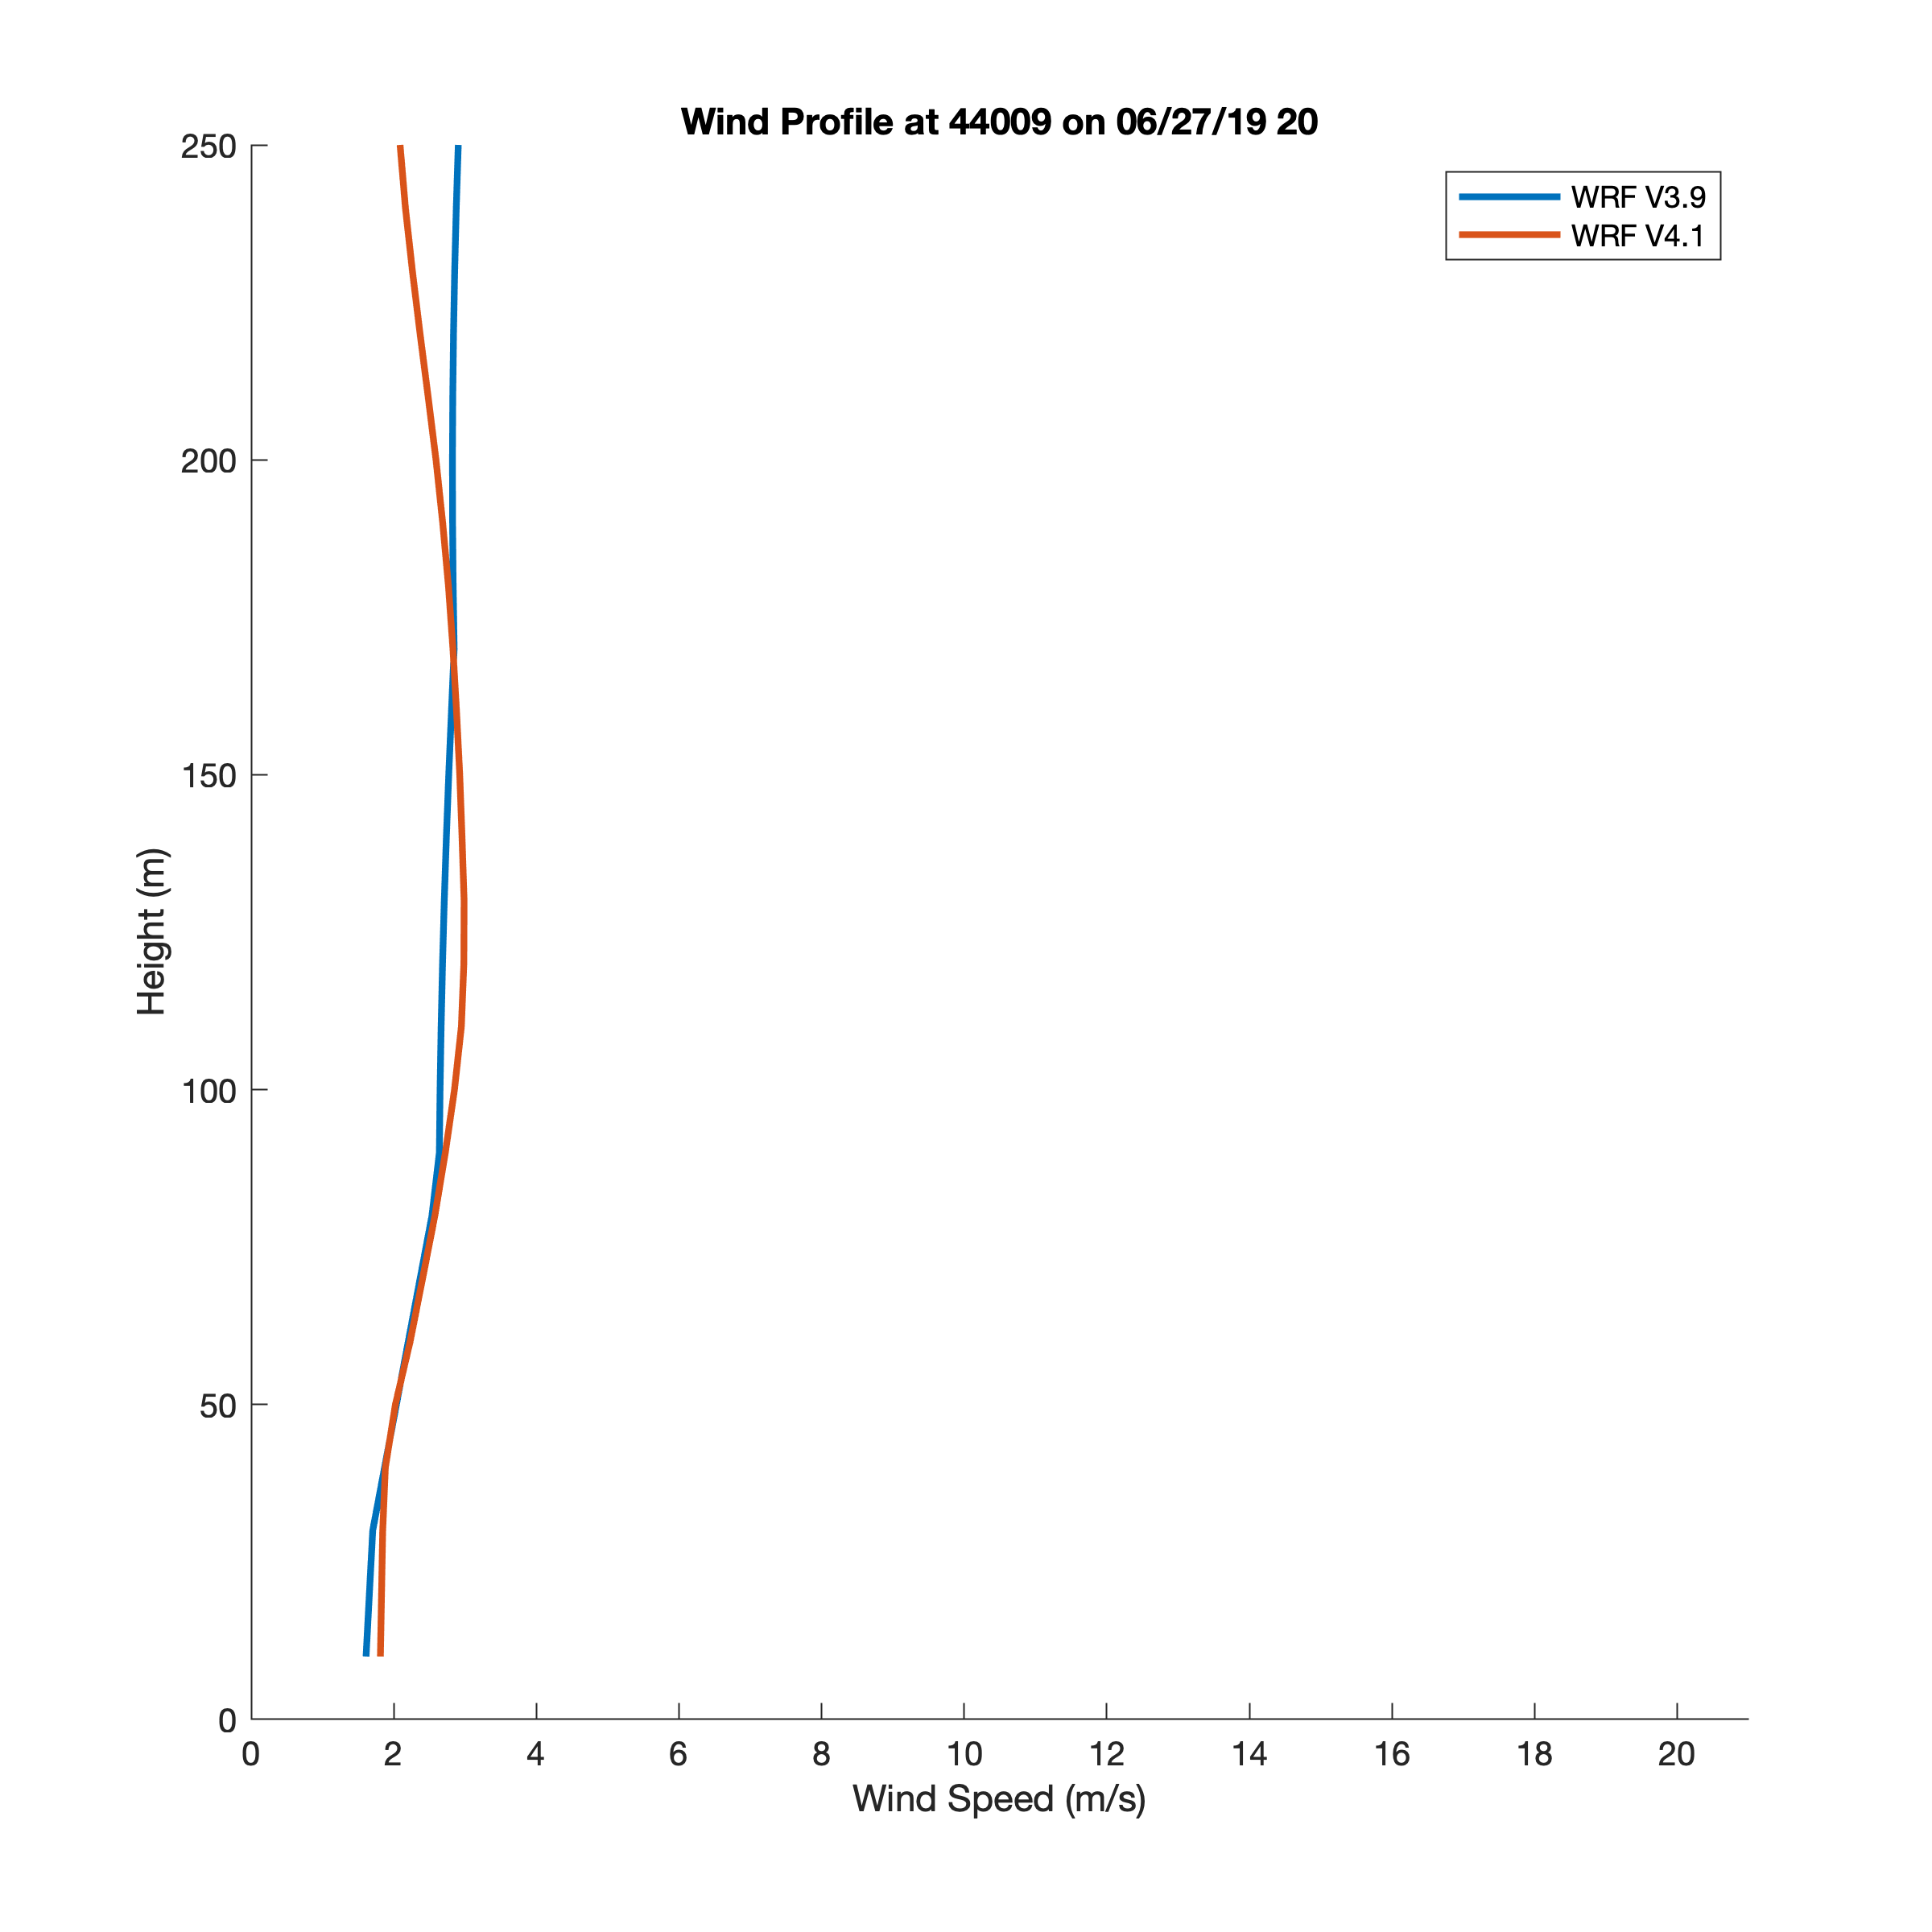 Wind Profile at 44009 on 06/27/19 20
WRF V3.9
WRF V4.1
250
200
150
100
50
0
Height (m)
0 2 4 6 8 10 12 14 16 18 20
Wind Speed (m/s)